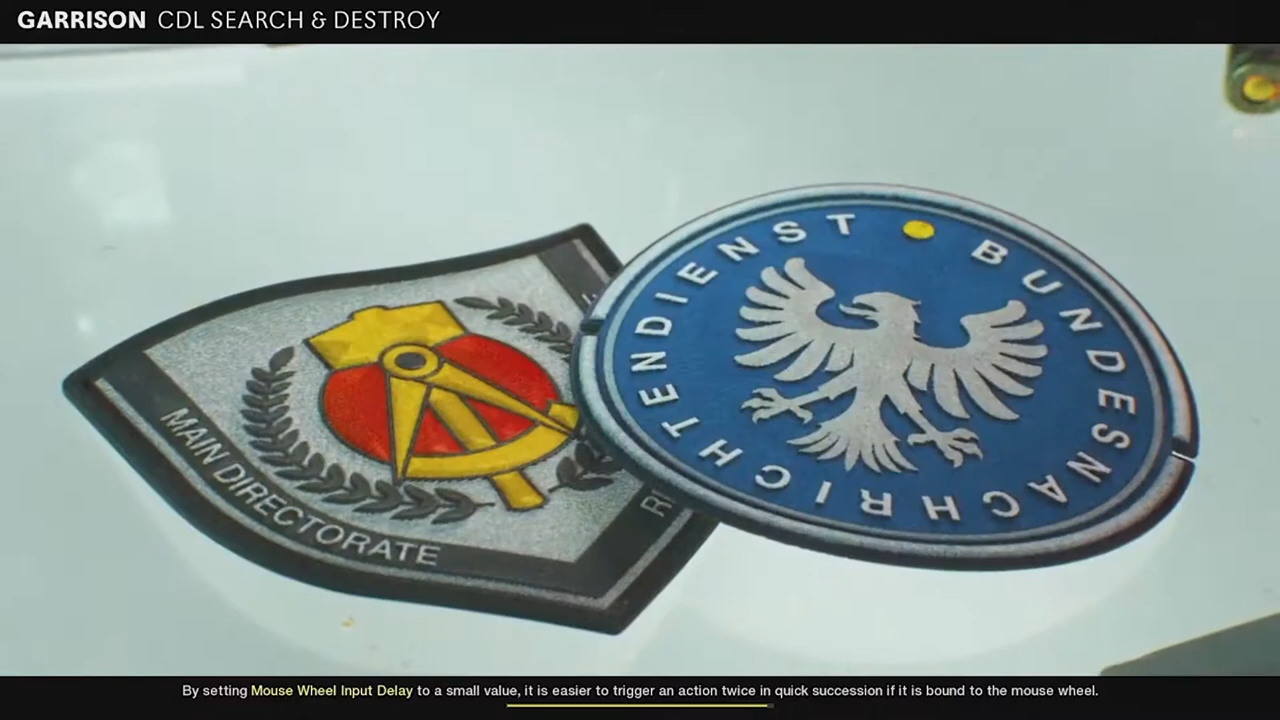 GARRISON CDL SEARCH & DESTROY
BUNDESNACHRICHTENDIENST
MAIN DIRECTORATE
By setting Mouse Wheel Input Delay to a small value, it is easier to trigger an action twice in quick succession if it is bound to the mouse wheel.